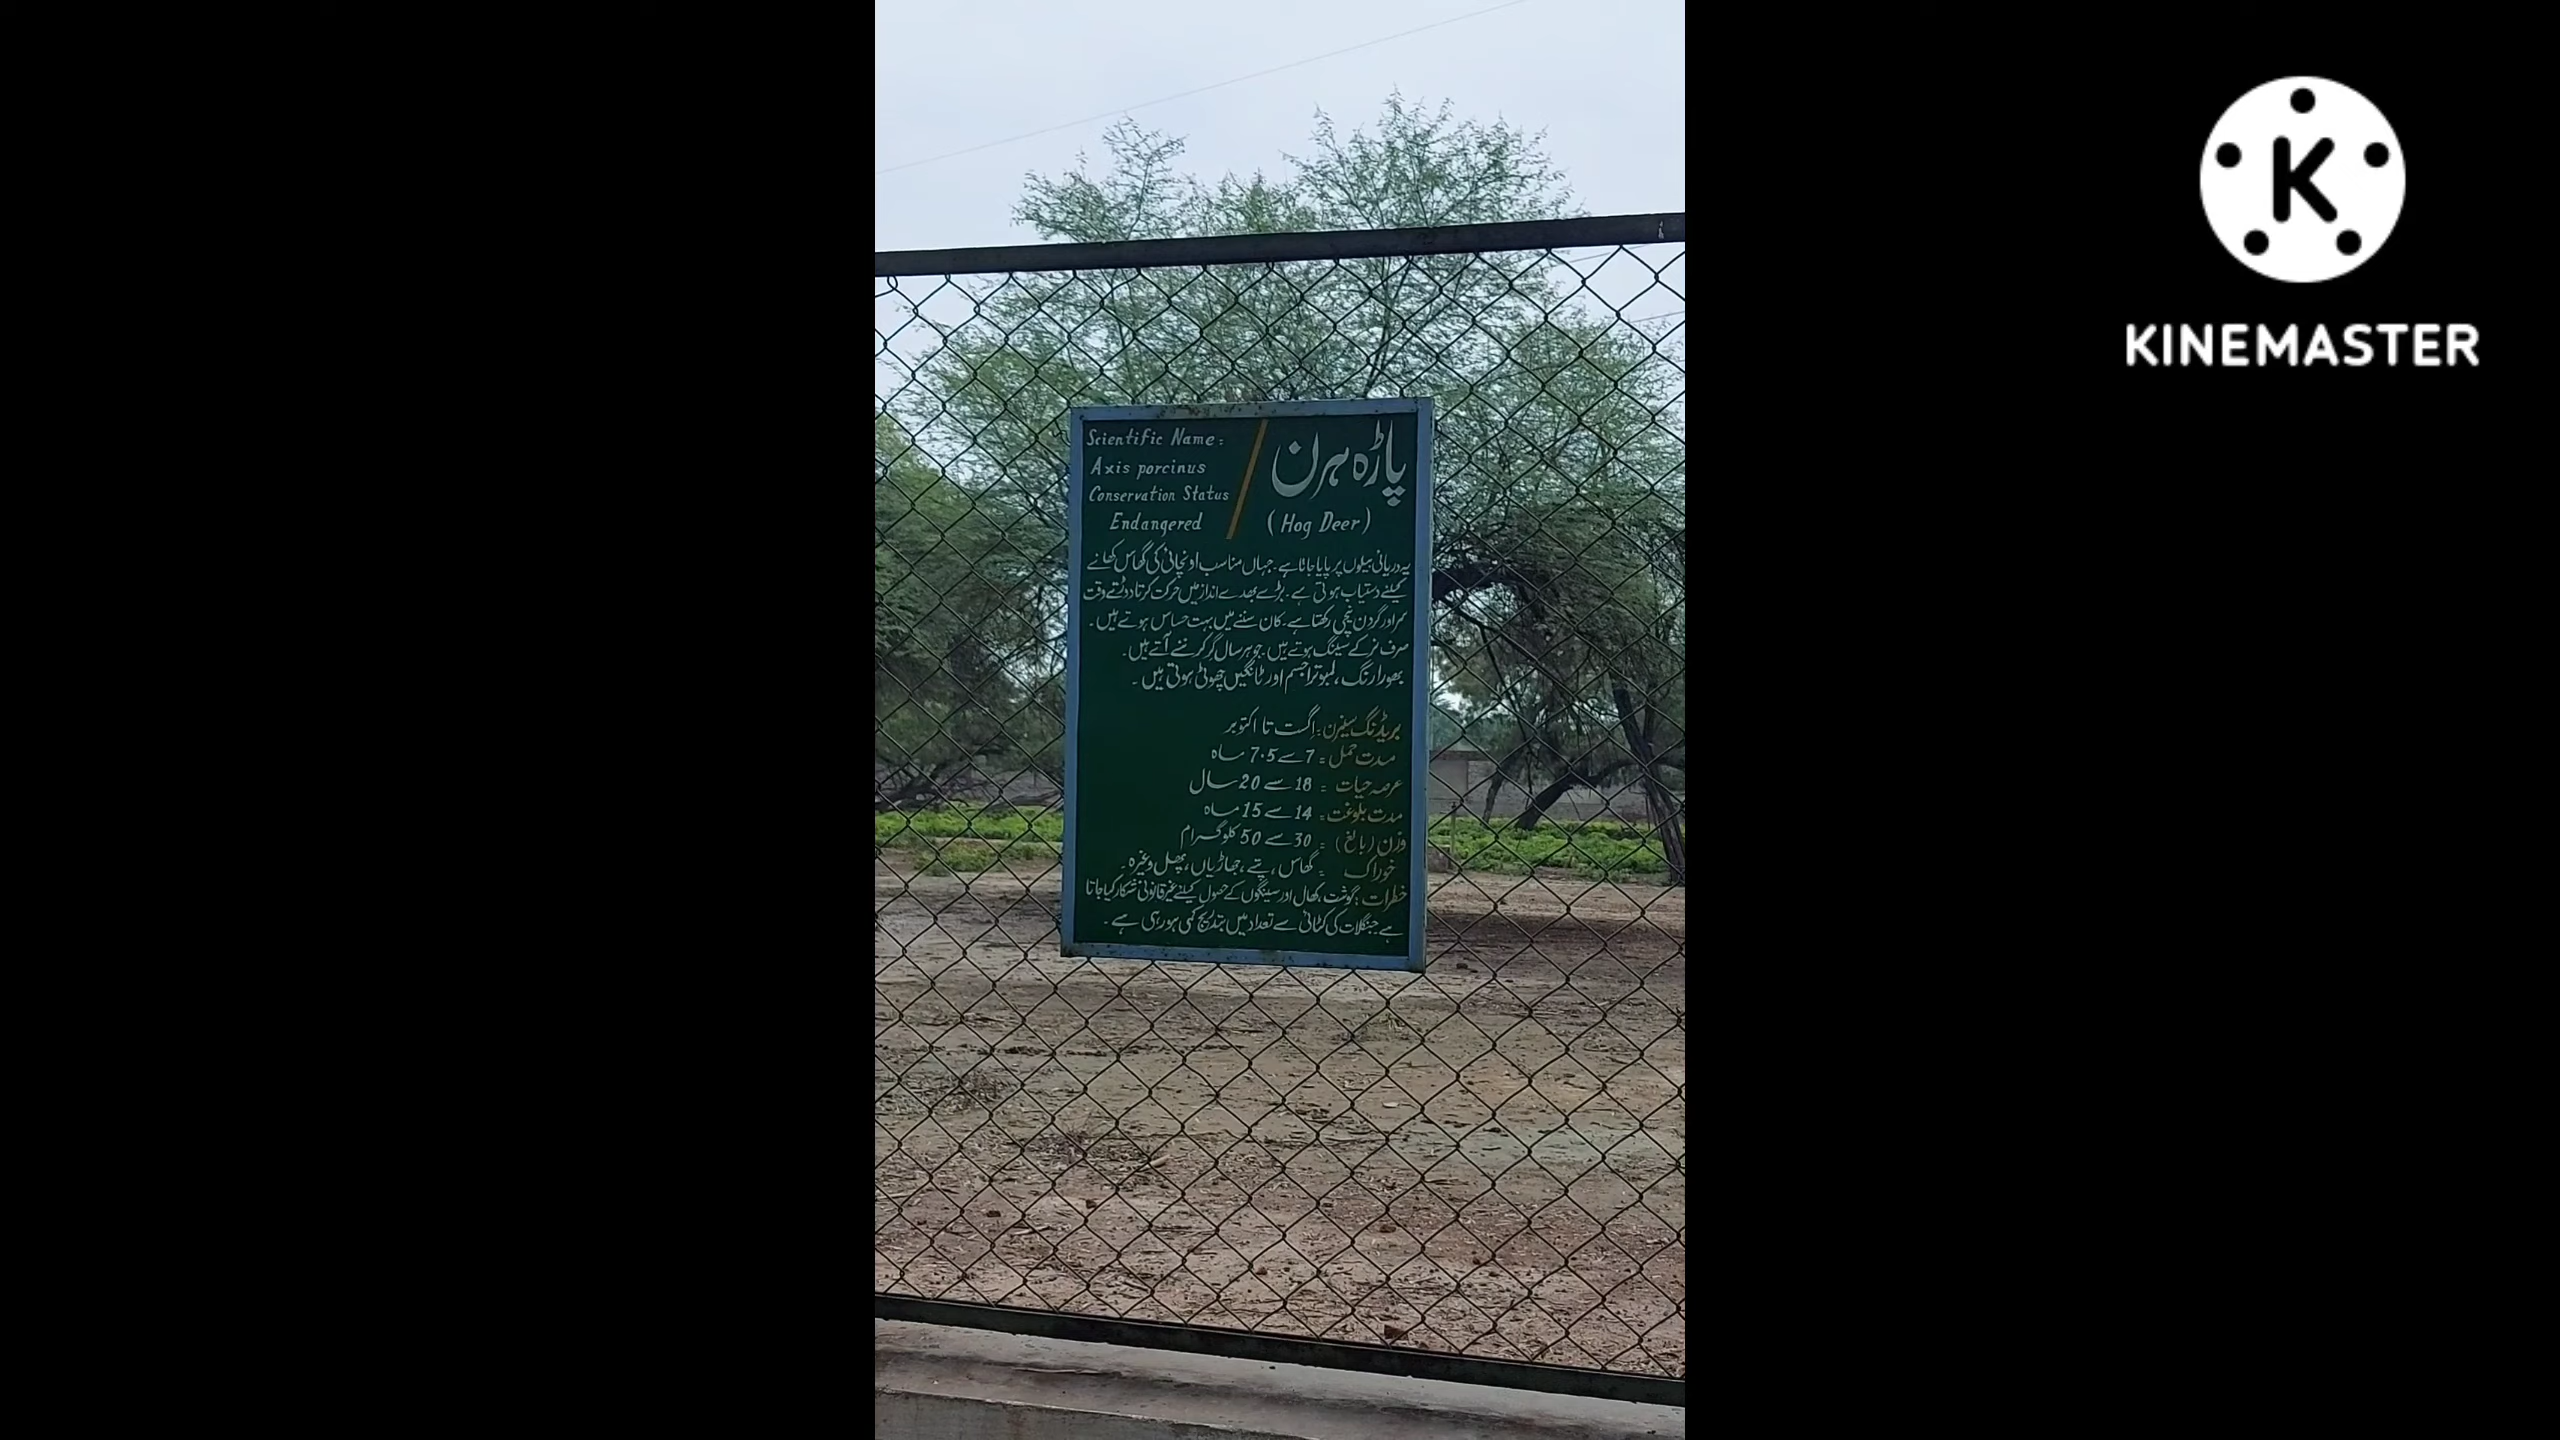 Scientific Name:
Axis porcinus
Conservation Status
Endangered
پاڑہ ہرن
(Hog Deer)
یہ دریائی بیلوں پر پایا جاتا ہے۔ جہاں مناسب اونچائی کی گھاس کھانے
کیلئے دستیاب ہوتی ہے۔ بڑے بھدے انداز میں حرکت کرتا دوڑتے وقت
سر اور گردن نیچی رکھتا ہے۔ کان سننے میں بہت حساس ہوتے ہیں۔
صرف نر کے سینگ ہوتے ہیں۔ جو ہر سال گر کر نئے آتے ہیں۔
بھورا رنگ، لمبوترا جسم اور ٹانگیں چھوٹی ہوتی ہیں۔
بریڈنگ سیزن: اگست تا اکتوبر
مدت حمل = 7 سے 7.5 ماہ
عرصہ حیات = 18 سے 20 سال
مدت بلوغت = 14 سے 15 ماہ
وزن (بالغ) = 30 سے 50 کلوگرام
خوراک = گھاس، پتے، جھاڑیاں، پھل وغیرہ۔
خطرات: گوشت، کھال اور سینگوں کے حصول کیلئے غیر قانونی شکار کیا جاتا
ہے۔ جنگلات کی کٹائی سے تعداد میں بتدریج کمی ہو رہی ہے۔
K
KINEMASTER